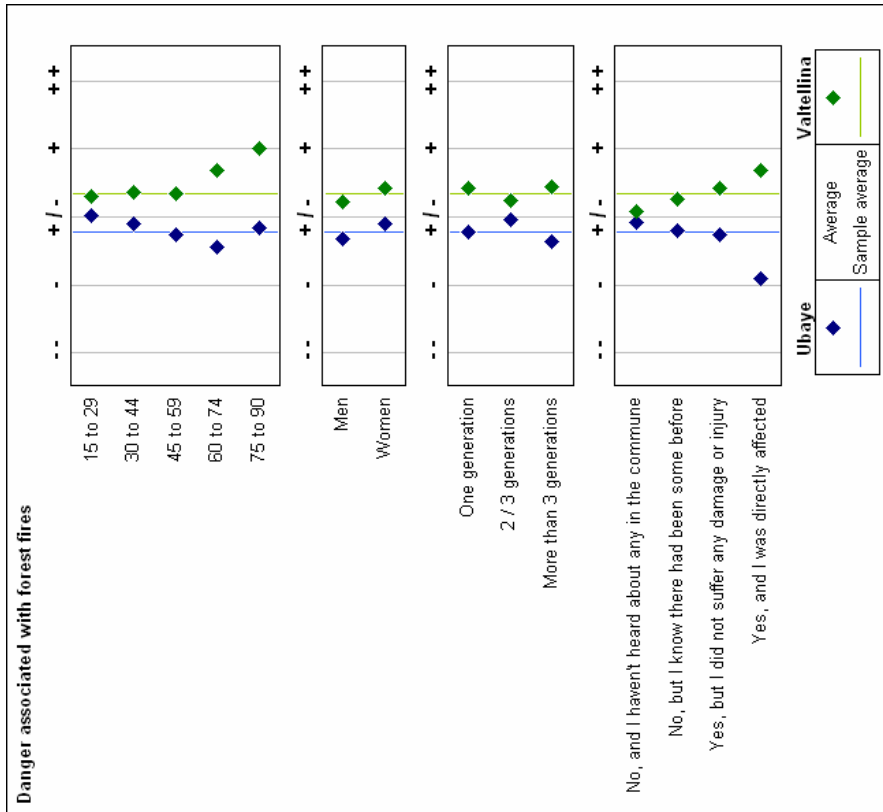 Danger associated with forest fires
- - - + / - + + +
15 to 29
30 to 44
45 to 59
60 to 74
75 to 90
- - - + / - + + +
Men
Women
- - - + / - + + +
One generation
2 / 3 generations
More than 3 generations
- - - + / - + + +
No, and I haven't heard about any in the commune
No, but I know there had been some before
Yes, but I did not suffer any damage or injury
Yes, and I was directly affected
Ubaye Valtellina
Average
Sample average